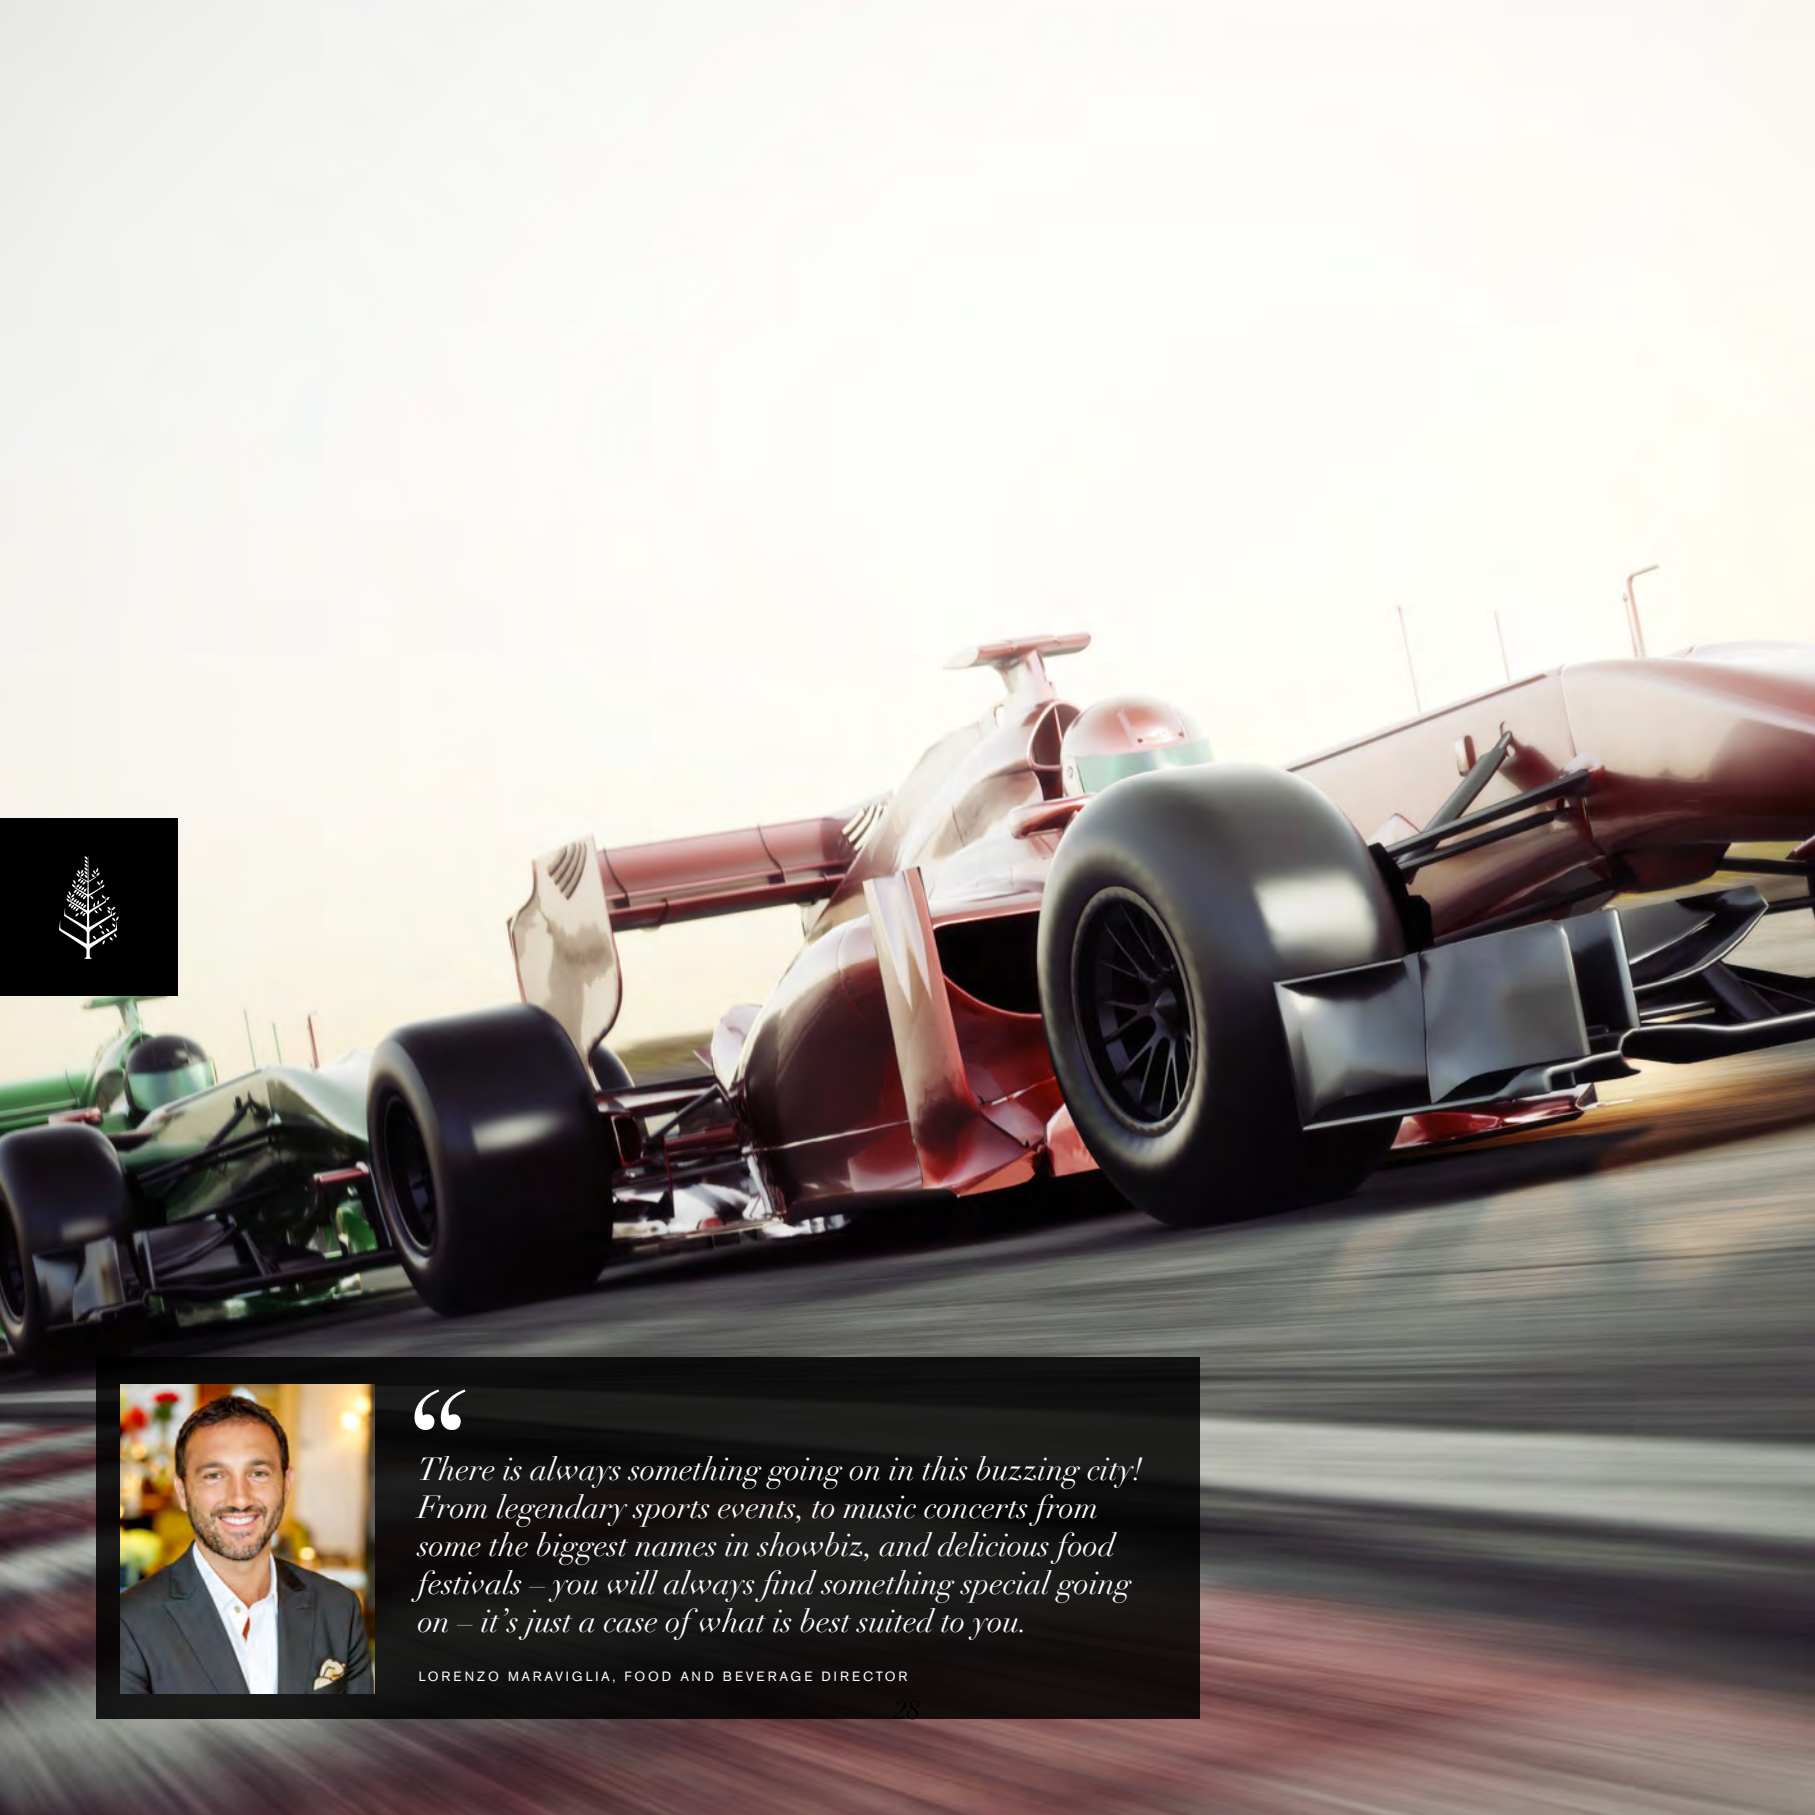 “
There is always something going on in this buzzing city!
From legendary sports events, to music concerts from
some the biggest names in showbiz, and delicious food
festivals – you will always find something special going
on – it’s just a case of what is best suited to you.
LORENZO MARAVIGLIA, FOOD AND BEVERAGE DIRECTOR
28